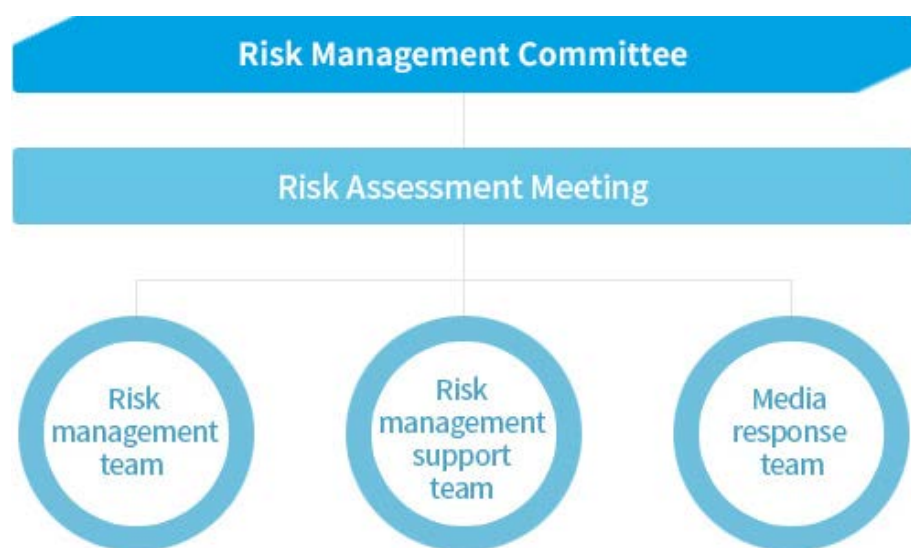 Risk Management Committee
Risk Assessment Meeting
Risk
management
team
Risk
management
support
team
Media
response
team